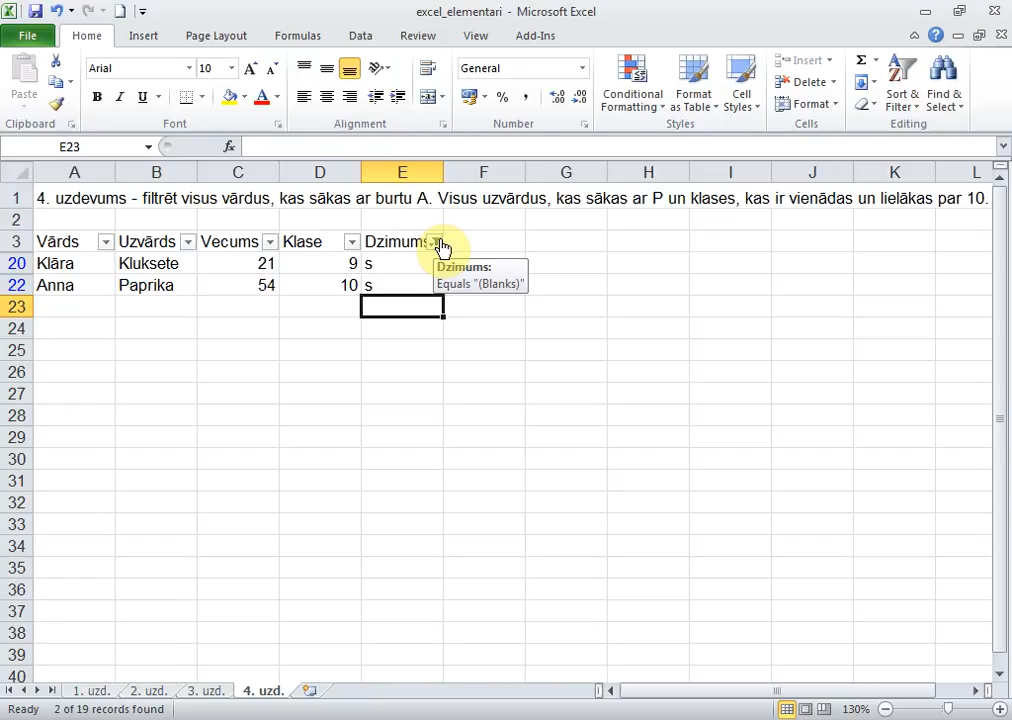 excel_elementari - Microsoft Excel
File Home Insert Page Layout Formulas Data Review View Add-Ins
Paste
Arial 10
General
Conditional Formatting
Format as Table
Cell Styles
Insert
Delete
Format
Sort & Filter
Find & Select
Clipboard Font Alignment Number Styles Cells Editing
E23 fx
A B C D E F G H I J K L
1 4. uzdevums - filtrēt visus vārdus, kas sākas ar burtu A. Visus uzvārdus, kas sākas ar P un klases, kas ir vienādas un lielākas par 10.
2
3 Vārds Uzvārds Vecums Klase Dzimums
20 Klāra Kluksete 21 9 s
Dzimums:
Equals "(Blanks)"
22 Anna Paprika 54 10 s
23
24
25
26
27
28
29
30
31
32
33
34
35
36
37
38
39
40
1. uzd. 2. uzd. 3. uzd. 4. uzd.
Ready 2 of 19 records found 130%